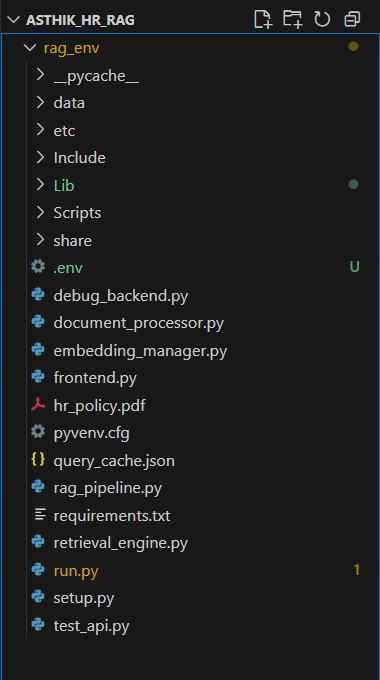 ASTHIK_HR_RAG
rag_env
__pycache__
data
etc
Include
Lib
Scripts
share
.env U
debug_backend.py
document_processor.py
embedding_manager.py
frontend.py
hr_policy.pdf
pyvenv.cfg
{} query_cache.json
rag_pipeline.py
requirements.txt
retrieval_engine.py
run.py 1
setup.py
test_api.py